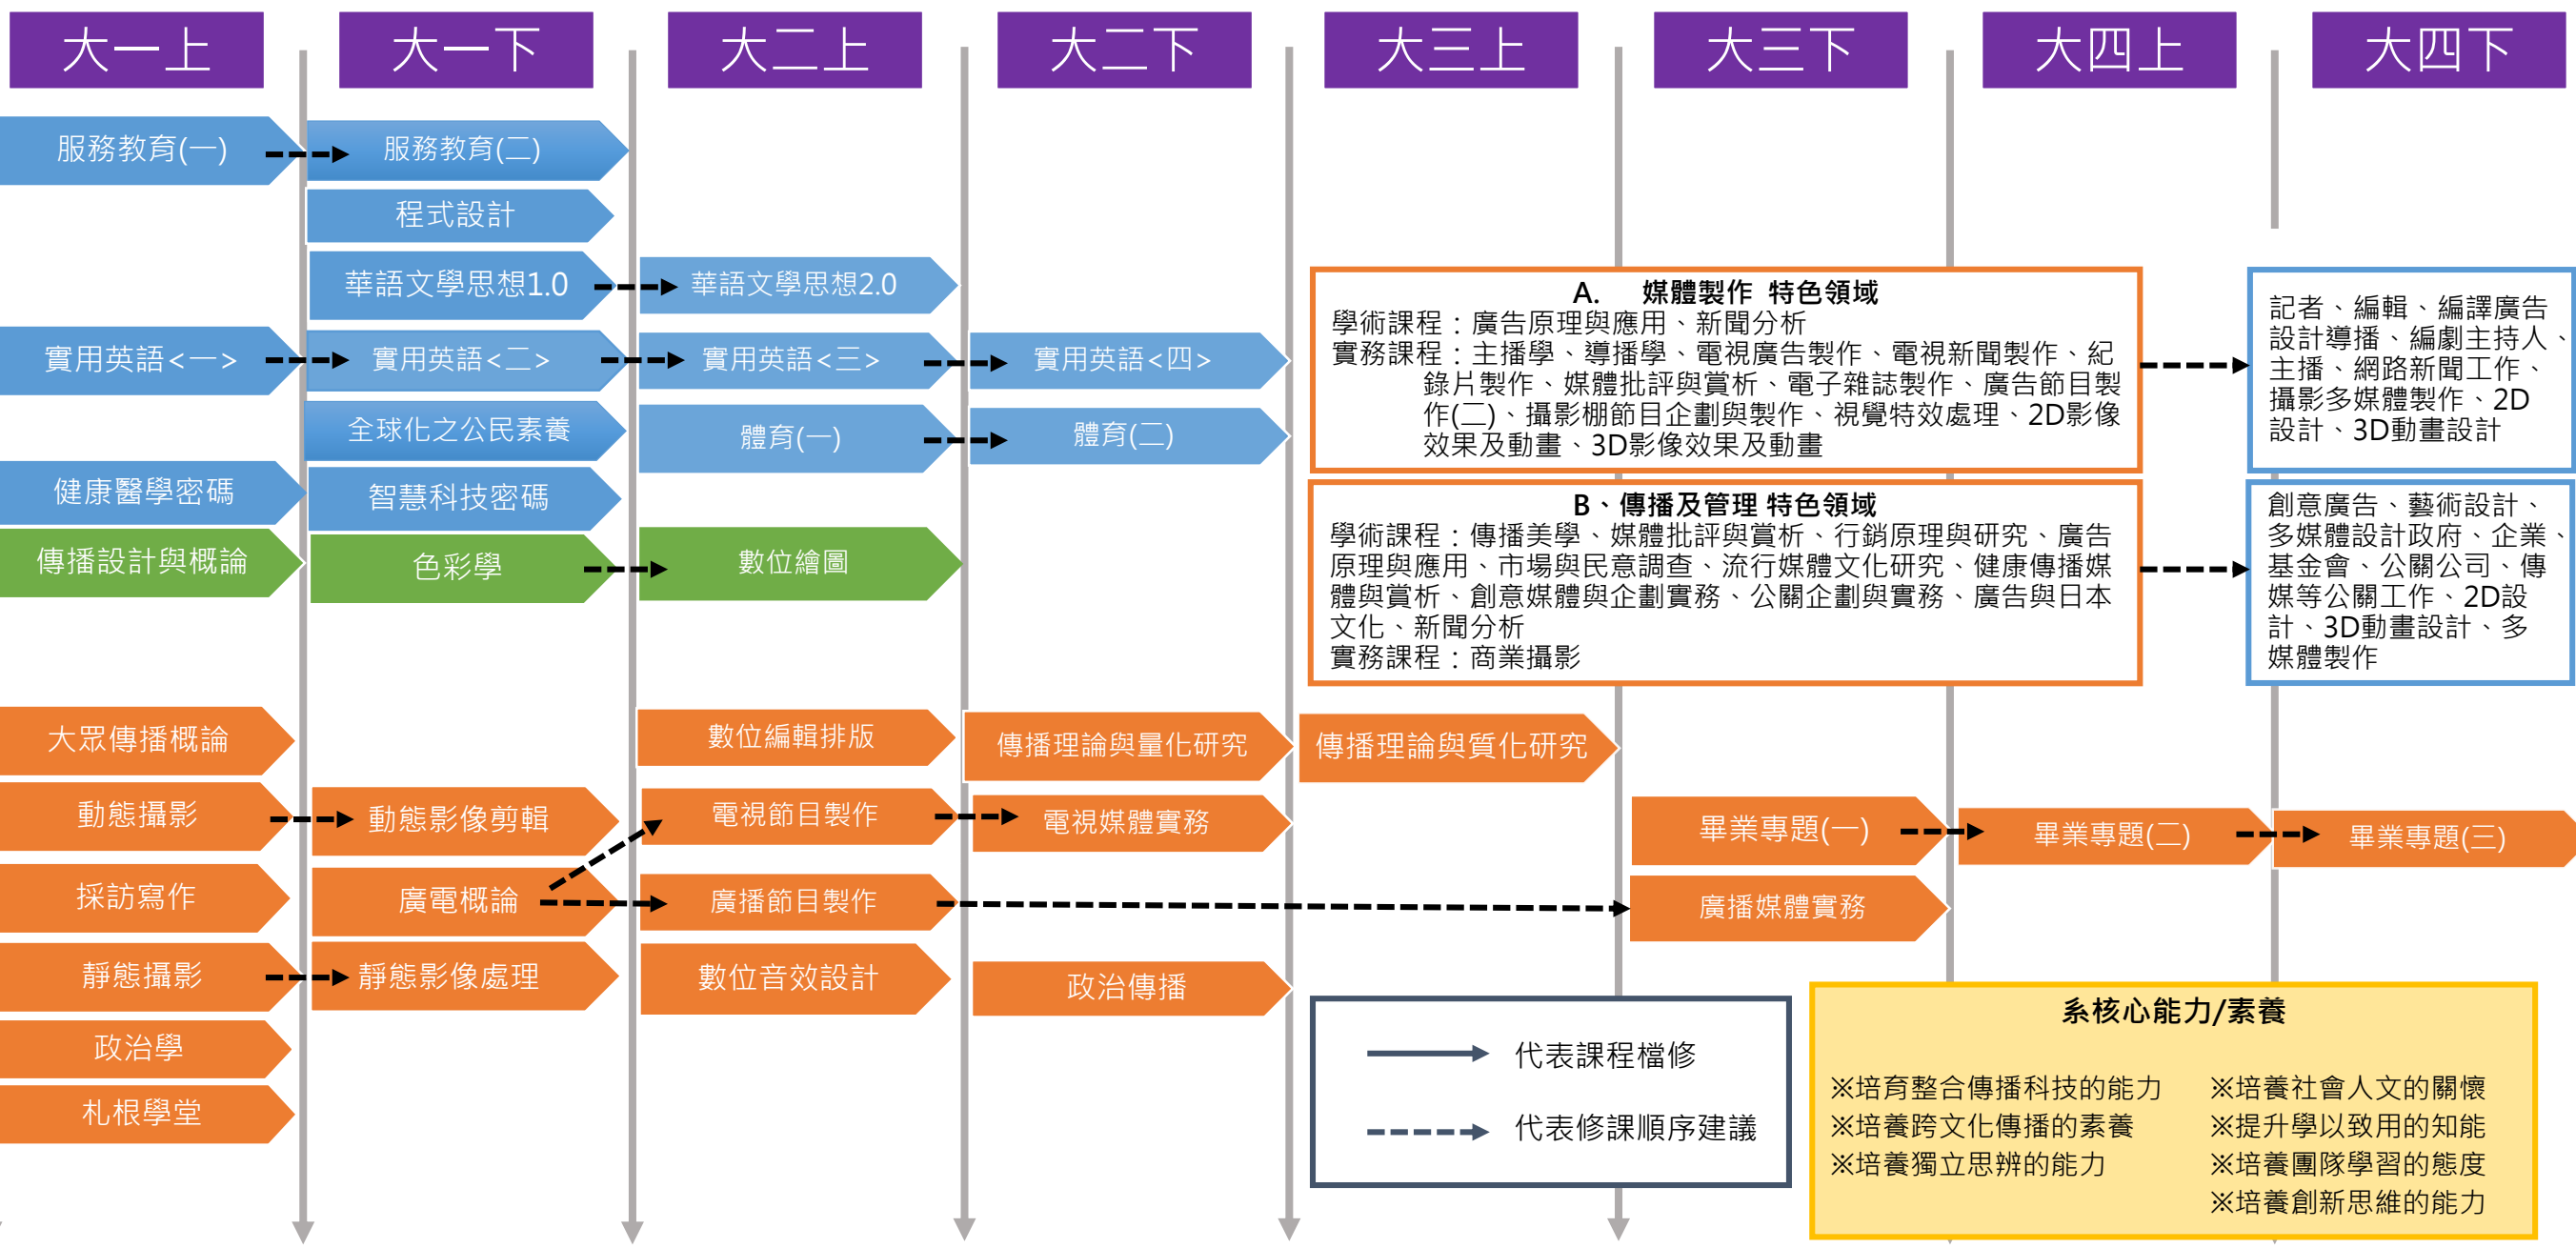 大一上
大一下
大二上
大二下
大三上
大三下
大四上
大四下
服務教育(一)
服務教育(二)
程式設計
華語文學思想1.0
華語文學思想2.0
實用英語<一>
實用英語<二>
實用英語<三>
實用英語<四>
全球化之公民素養
體育(一)
體育(二)
健康醫學密碼
智慧科技密碼
傳播設計與概論
色彩學
數位繪圖
A. 媒體製作 特色領域
學術課程：廣告原理與應用、新聞分析
實務課程：主播學、導播學、電視廣告製作、電視新聞製作、紀
錄片製作、媒體批評與賞析、電子雜誌製作、廣告節目製
作(二)、攝影棚節目企劃與製作、視覺特效處理、2D影像
效果及動畫、3D影像效果及動畫
記者、編輯、編譯廣告
設計導播、編劇主持人、
主播、網路新聞工作、
攝影多媒體製作、2D
設計、3D動畫設計
B、傳播及管理 特色領域
學術課程：傳播美學、媒體批評與賞析、行銷原理與研究、廣告
原理與應用、市場與民意調查、流行媒體文化研究、健康傳播媒
體與賞析、創意媒體與企劃實務、公關企劃與實務、廣告與日本
文化、新聞分析
實務課程：商業攝影
創意廣告、藝術設計、
多媒體設計政府、企業、
基金會、公關公司、傳
媒等公關工作、2D設
計、3D動畫設計、多
媒體製作
大眾傳播概論
數位編輯排版
傳播理論與量化研究
傳播理論與質化研究
動態攝影
動態影像剪輯
電視節目製作
電視媒體實務
畢業專題(一)
畢業專題(二)
畢業專題(三)
採訪寫作
廣電概論
廣播節目製作
廣播媒體實務
靜態攝影
靜態影像處理
數位音效設計
政治傳播
政治學
札根學堂
代表課程檔修
代表修課順序建議
系核心能力/素養
※培育整合傳播科技的能力
※培養跨文化傳播的素養
※培養獨立思辨的能力
※培養社會人文的關懷
※提升學以致用的知能
※培養團隊學習的態度
※培養創新思維的能力